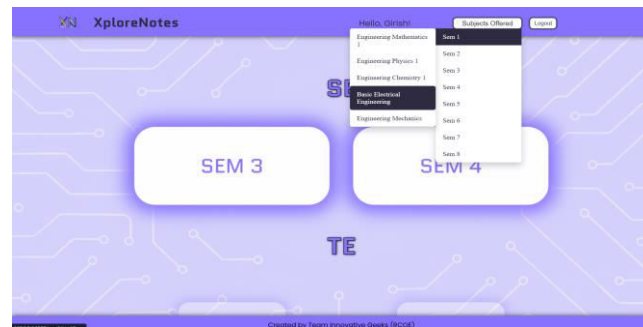 XN XploreNotes
Hello, Girish!
Subjects Offered
Logout
Engineering Mathematics
1
Engineering Physics 1
Engineering Chemistry 1
Basic Electrical
Engineering
Engineering Mechanics
Sem 1
Sem 2
Sem 3
Sem 4
Sem 5
Sem 6
Sem 7
Sem 8
SEM 3
SEM 4
TE
Created by Team Innovative Geeks (RCOE)